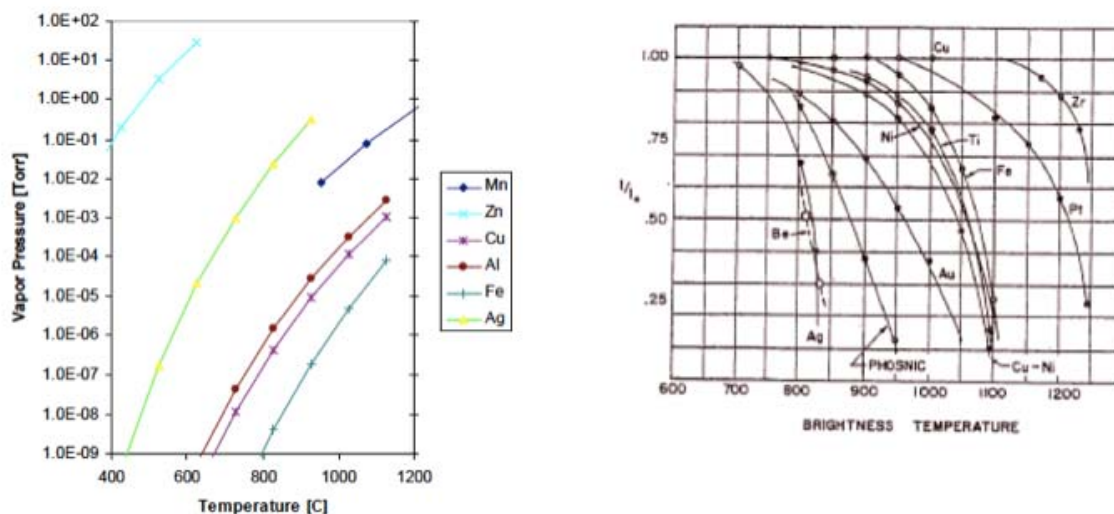 1.0E+02
1.0E+01
1.0E+00
1.0E-01
1.0E-02
1.0E-03
1.0E-04
1.0E-05
1.0E-06
1.0E-07
1.0E-08
1.0E-09
Vapor Pressure [Torr]
400 600 800 1000 1200
Temperature [C]
Mn
Zn
Cu
Al
Fe
Ag
1.00
.75
.50
.25
I/I₀
Cu
Zr
Ni
Ti
Fe
Pt
Be
Au
Ag
PHOSNIC
Cu-Ni
600 700 800 900 1000 1100 1200
BRIGHTNESS TEMPERATURE